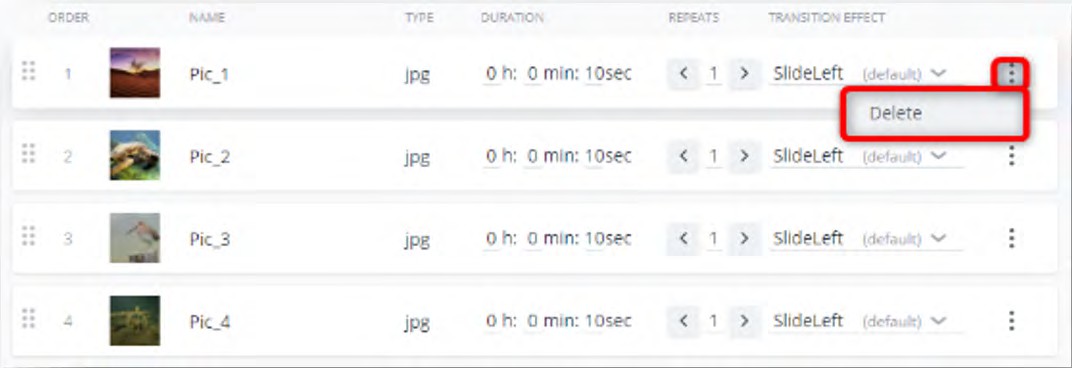 ORDER NAME TYPE DURATION REPEATS TRANSITION EFFECT
1 Pic_1 jpg 0 h: 0 min: 10sec < 1 > SlideLeft (default)
Delete
2 Pic_2 jpg 0 h: 0 min: 10sec < 1 > SlideLeft (default)
3 Pic_3 jpg 0 h: 0 min: 10sec < 1 > SlideLeft (default)
4 Pic_4 jpg 0 h: 0 min: 10sec < 1 > SlideLeft (default)